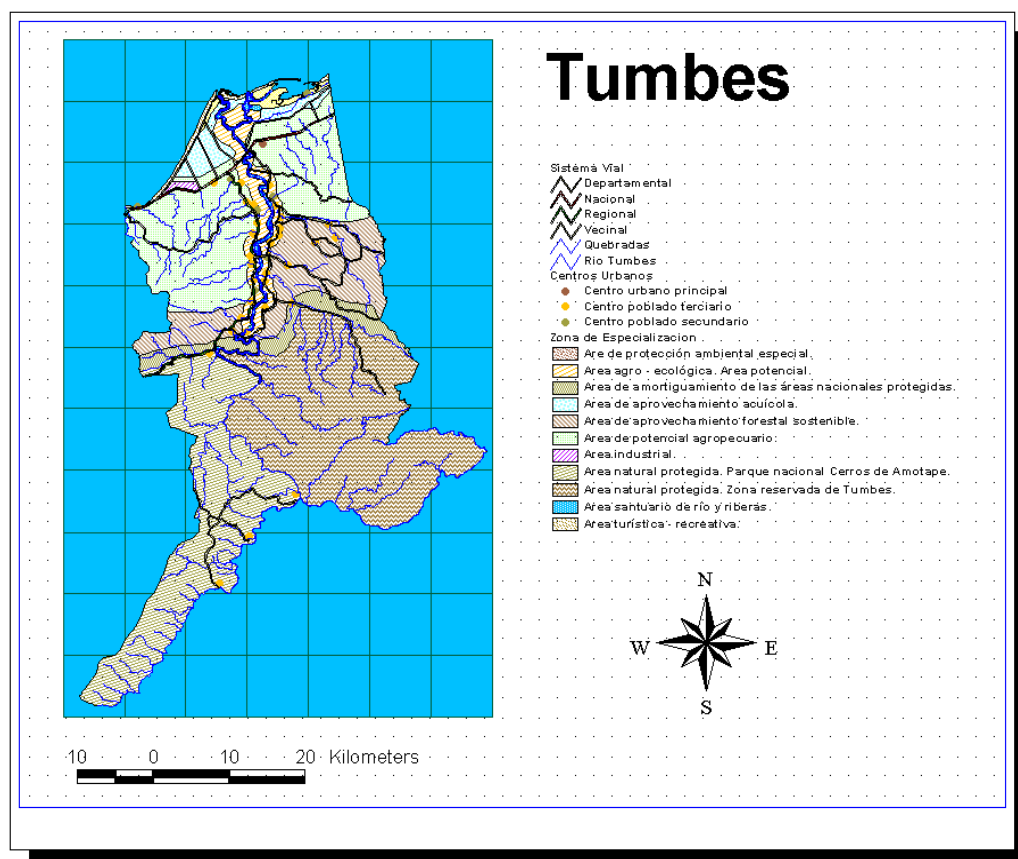 Tumbes
Sistema Vial
Departamental
Nacional
Regional
Vecinal
Quebradas
Rio Tumbes
Centros Urbanos
Centro urbano principal
Centro poblado terciario
Centro poblado secundario
Zona de Especializacion
Are de protección ambiental especial.
Area agro - ecológica. Area potencial.
Area de amortiguamiento de las áreas nacionales protegidas.
Area de aprovechamiento acuícola.
Area de aprovechamiento forestal sostenible.
Area de potencial agropecuario.
Area industrial.
Area natural protegida. Parque nacional Cerros de Amotape.
Area natural protegida. Zona reservada de Tumbes.
Area santuario de río y riberas.
Area turística - recreativa.
N
W E
S
10 0 10 20 Kilometers